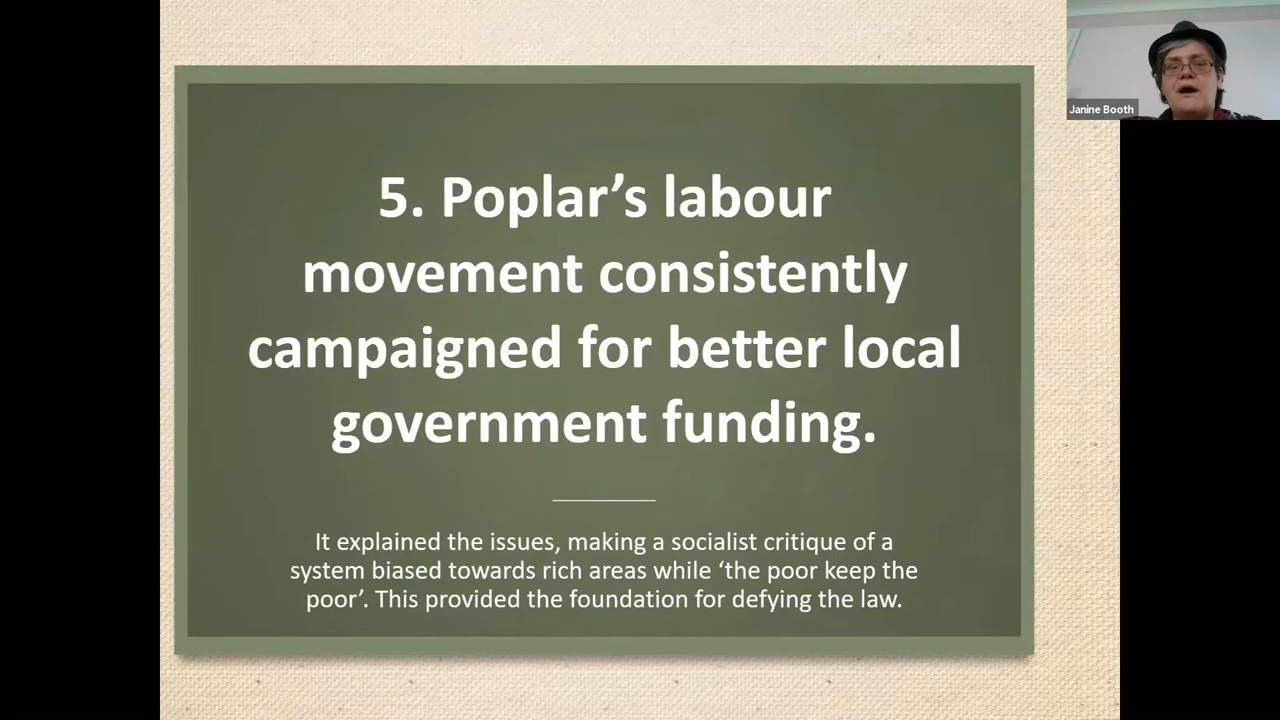 5. Poplar’s labour
movement consistently
campaigned for better local
government funding.
It explained the issues, making a socialist critique of a
system biased towards rich areas while ‘the poor keep the
poor’. This provided the foundation for defying the law.
Janine Booth